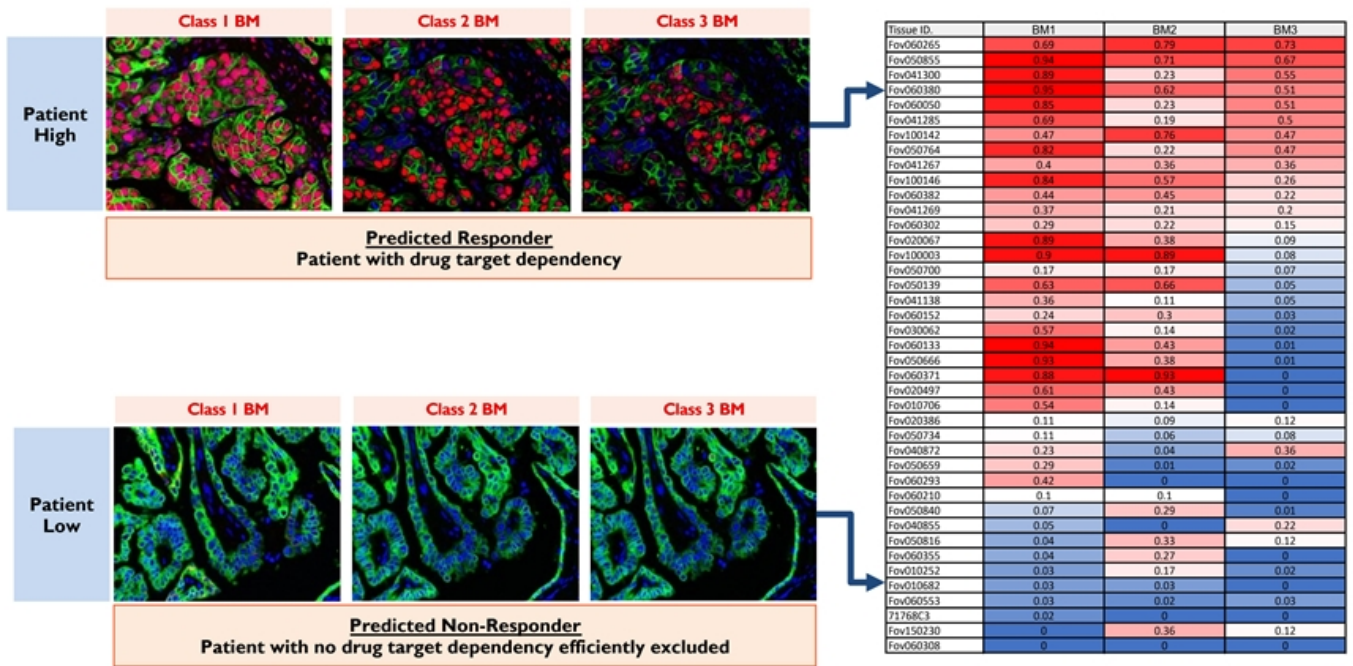 Class 1 BM Class 2 BM Class 3 BM
Patient
High
Predicted Responder
Patient with drug target dependency
Class 1 BM Class 2 BM Class 3 BM
Patient
Low
Predicted Non-Responder
Patient with no drug target dependency efficiently excluded
Tissue ID. BM1 BM2 BM3
Fov060265 0.69 0.79 0.73
Fov050855 0.94 0.71 0.67
Fov041300 0.89 0.23 0.55
Fov060380 0.95 0.62 0.51
Fov060050 0.85 0.23 0.51
Fov041285 0.69 0.19 0.5
Fov100142 0.47 0.76 0.47
Fov050764 0.82 0.22 0.47
Fov041267 0.4 0.36 0.36
Fov100146 0.84 0.57 0.26
Fov060382 0.44 0.45 0.22
Fov041269 0.37 0.21 0.2
Fov060302 0.29 0.22 0.15
Fov020067 0.89 0.38 0.09
Fov100003 0.9 0.89 0.08
Fov050700 0.17 0.17 0.07
Fov050139 0.63 0.66 0.05
Fov041138 0.36 0.11 0.05
Fov060152 0.24 0.3 0.03
Fov030062 0.57 0.14 0.02
Fov060133 0.94 0.43 0.01
Fov050666 0.93 0.38 0.01
Fov060371 0.88 0.93 0
Fov020497 0.61 0.43 0
Fov010706 0.54 0.14 0
Fov020386 0.11 0.09 0.12
Fov050734 0.11 0.06 0.08
Fov040872 0.23 0.04 0.36
Fov050659 0.29 0.01 0.02
Fov060293 0.42 0 0
Fov060210 0.1 0.1 0
Fov050840 0.07 0.29 0.01
Fov040855 0.05 0 0.22
Fov050816 0.04 0.33 0.12
Fov060355 0.04 0.27 0
Fov010252 0.03 0.17 0.02
Fov010682 0.03 0.03 0
Fov060553 0.03 0.02 0.03
71768C3 0.02 0 0
Fov150230 0 0.36 0.12
Fov060308 0 0 0